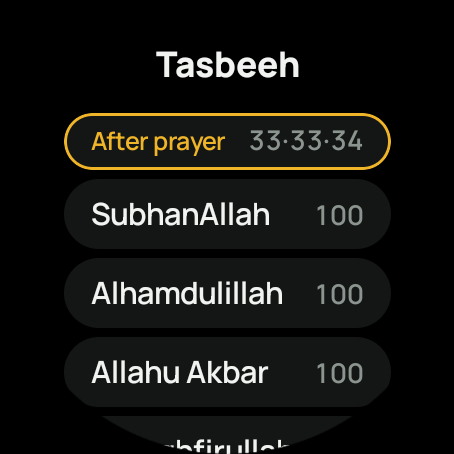 Tasbeeh
After prayer 33·33·34
SubhanAllah 100
Alhamdulillah 100
Allahu Akbar 100